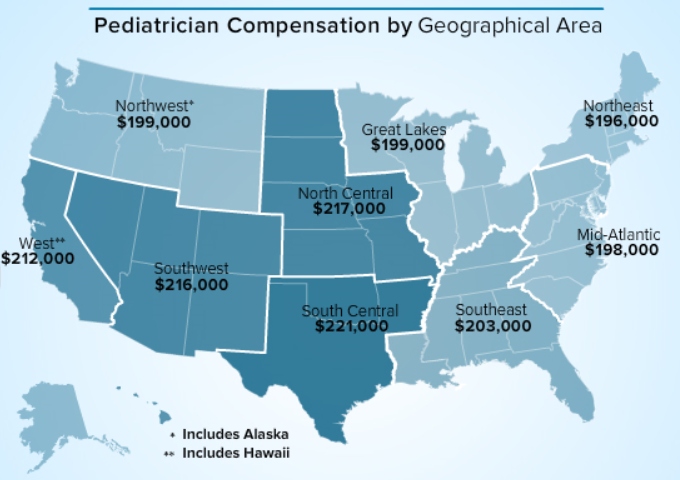 Pediatrician Compensation by Geographical Area
Northwest+
$199,000
Great Lakes
$199,000
Northeast
$196,000
North Central
$217,000
West++
$212,000
Southwest
$216,000
Mid-Atlantic
$198,000
South Central
$221,000
Southeast
$203,000
+ Includes Alaska
++ Includes Hawaii